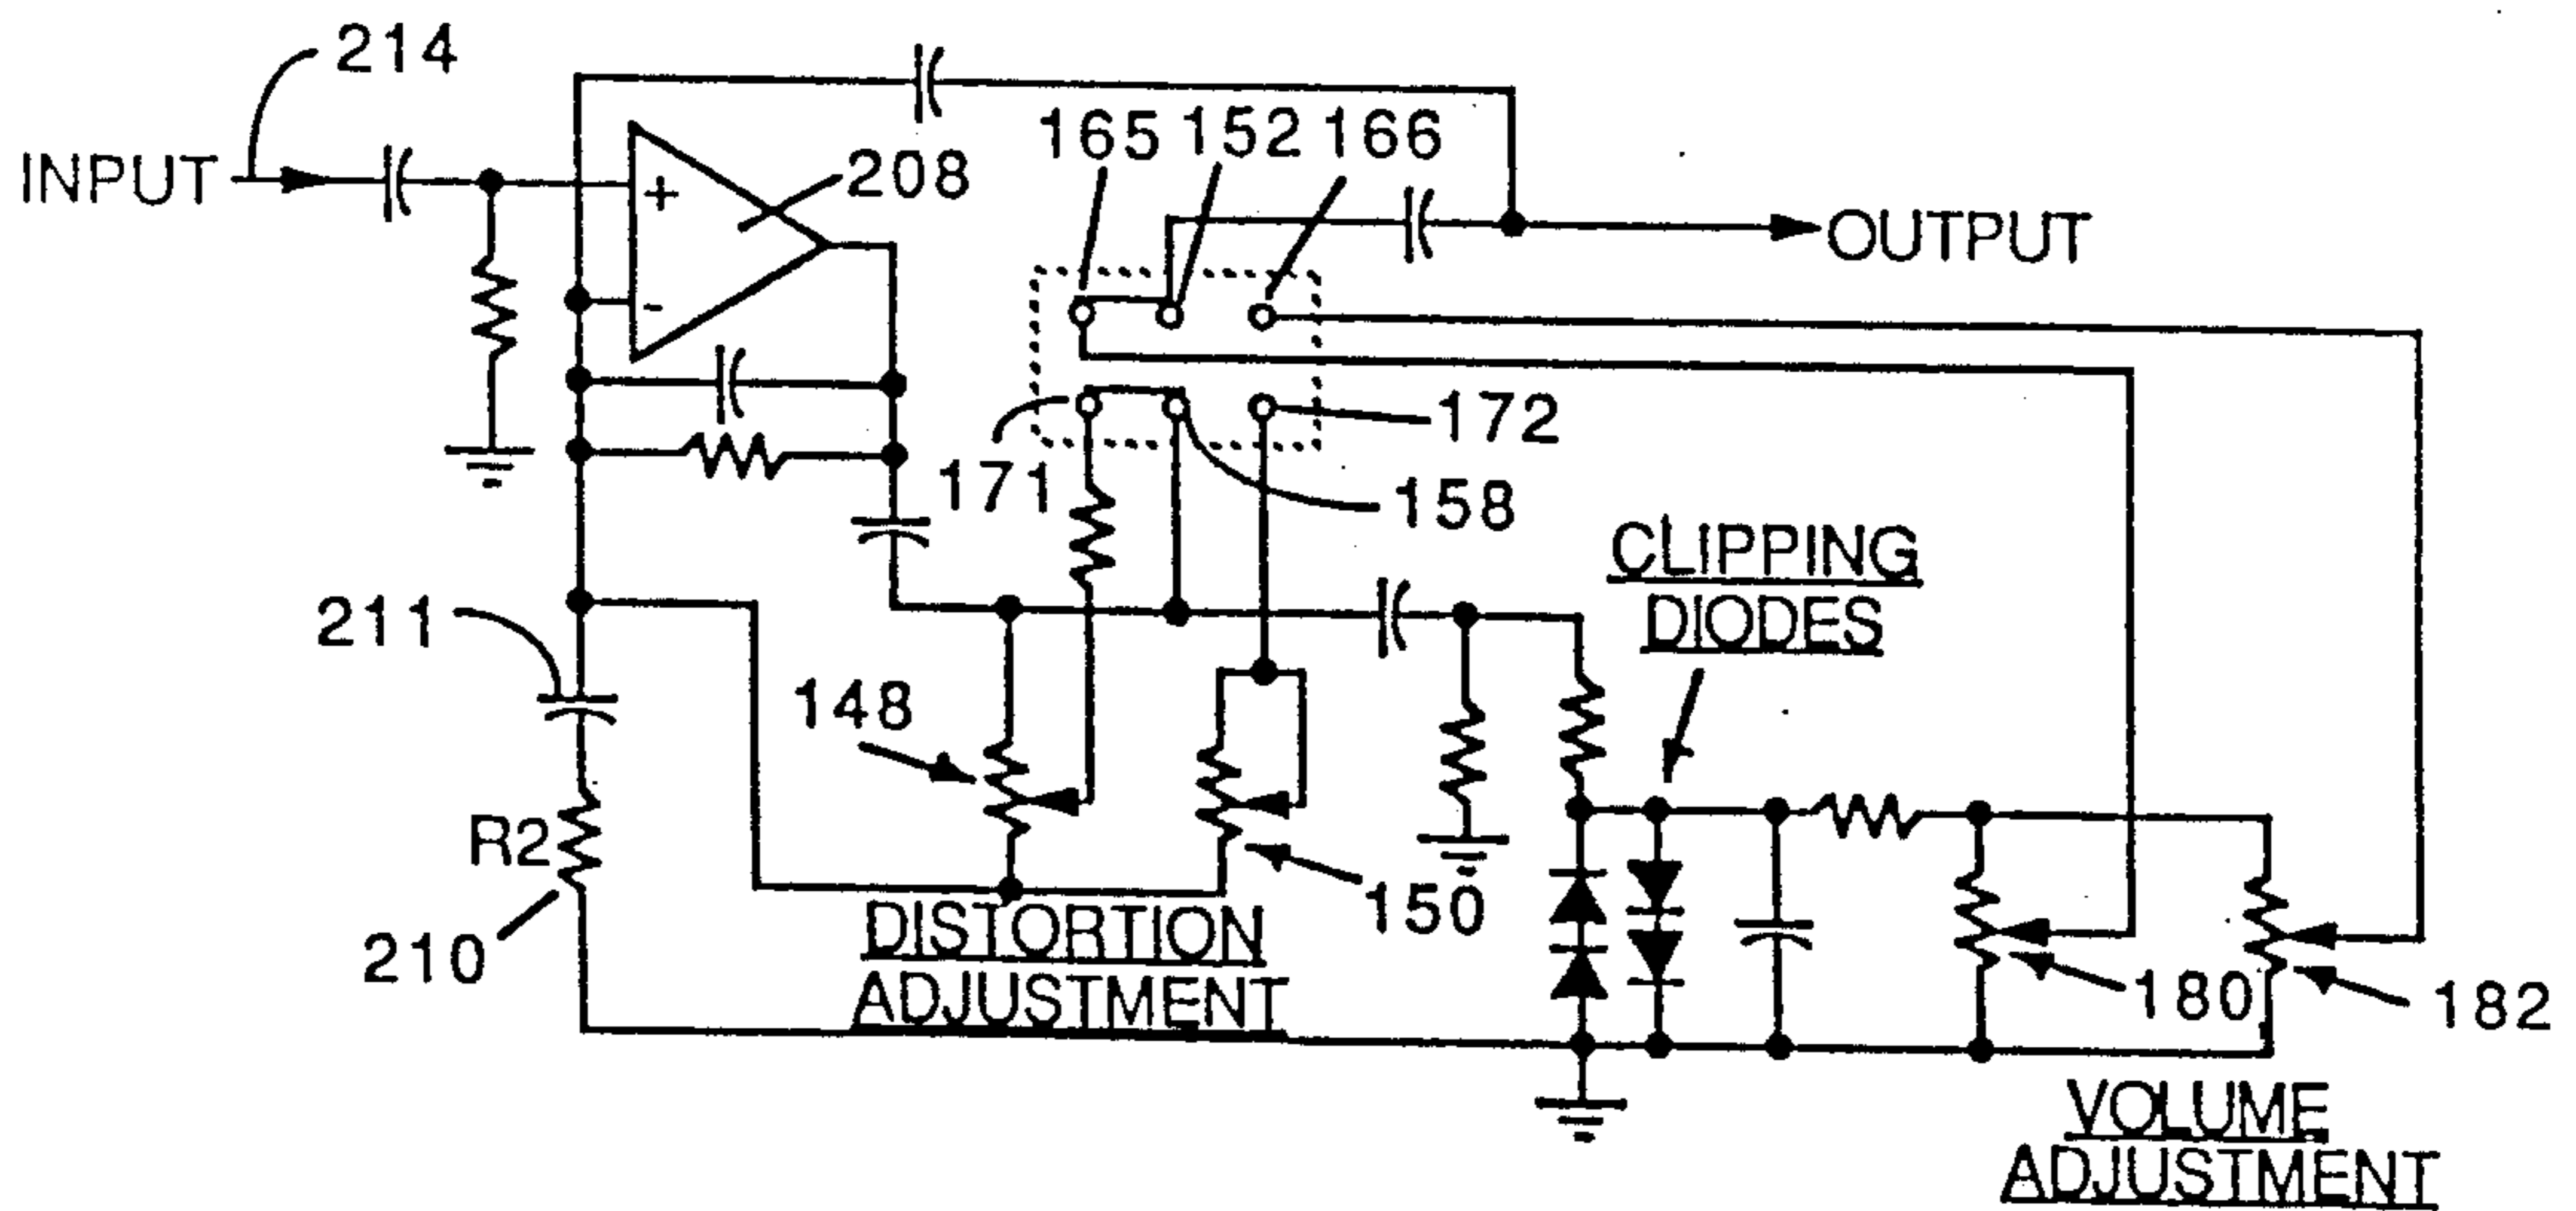 214
INPUT
+
-
208
165 152 166
OUTPUT
172
171
158
CLIPPING
DIODES
211
148
R2
210
150
DISTORTION
ADJUSTMENT
180
182
VOLUME
ADJUSTMENT